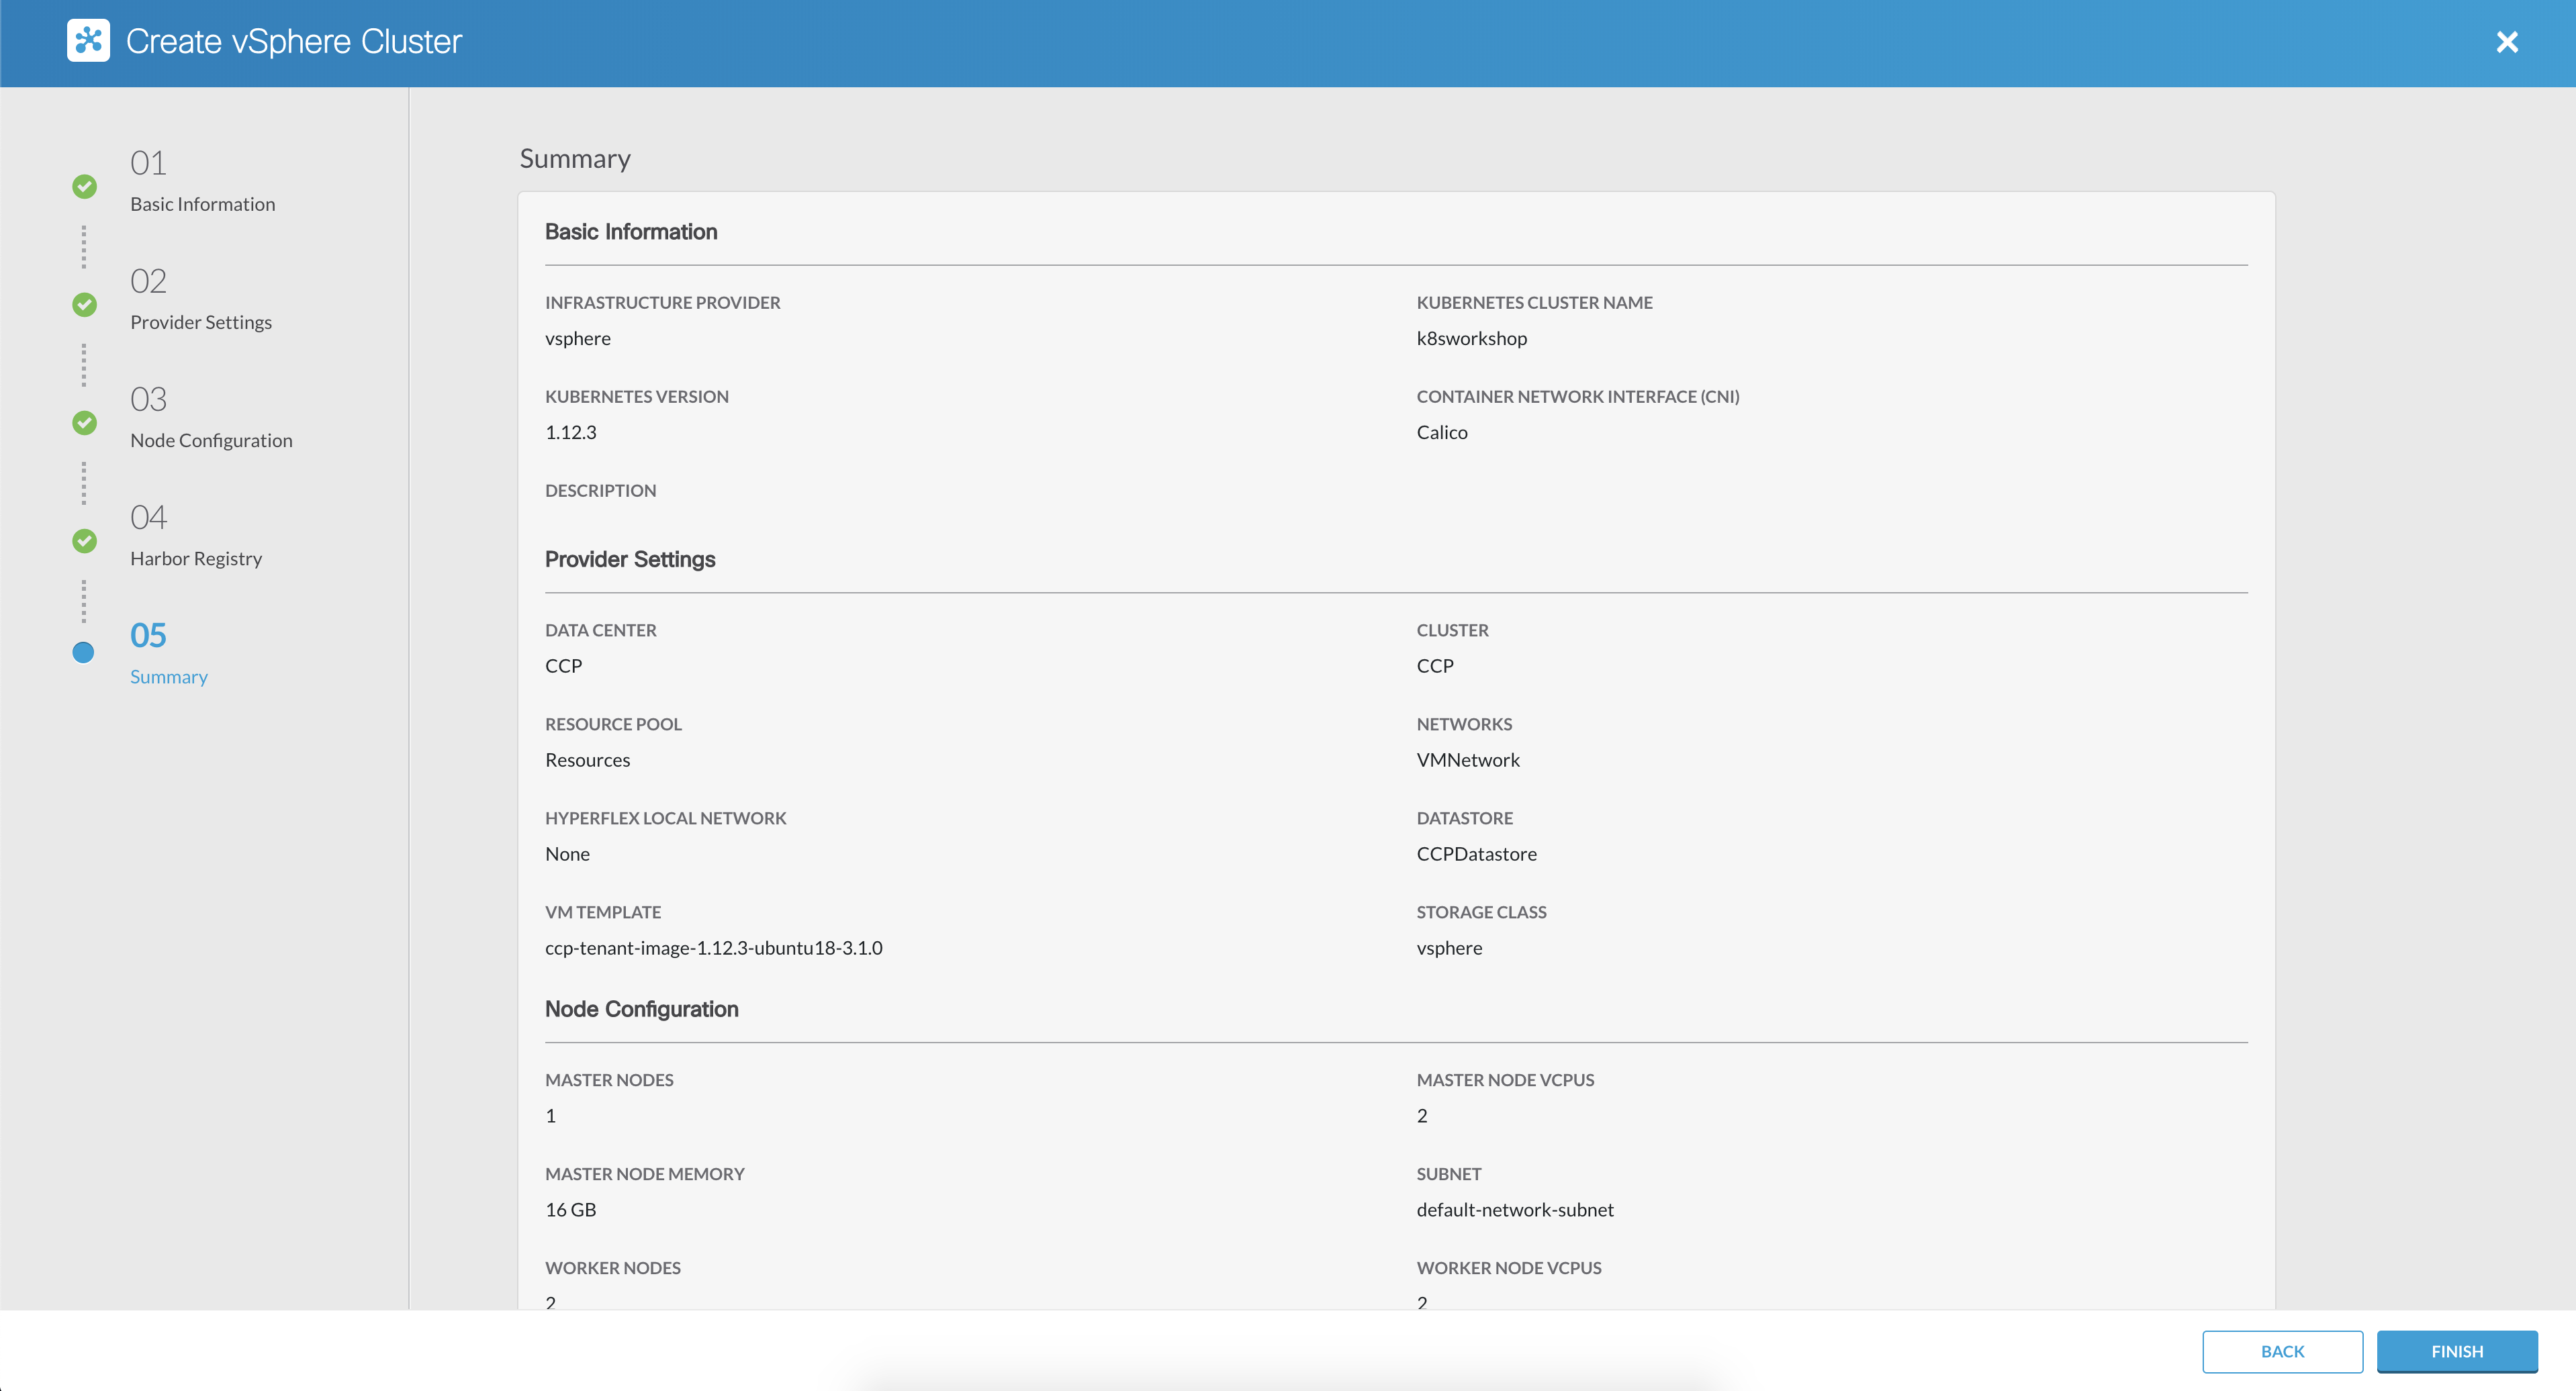 Create vSphere Cluster
01
Basic Information
02
Provider Settings
03
Node Configuration
04
Harbor Registry
05
Summary
Summary
Basic Information
INFRASTRUCTURE PROVIDER
KUBERNETES CLUSTER NAME
vsphere
k8sworkshop
KUBERNETES VERSION
CONTAINER NETWORK INTERFACE (CNI)
1.12.3
Calico
DESCRIPTION
Provider Settings
DATA CENTER
CLUSTER
CCP
CCP
RESOURCE POOL
NETWORKS
Resources
VMNetwork
HYPERFLEX LOCAL NETWORK
DATASTORE
None
CCPDatastore
VM TEMPLATE
STORAGE CLASS
ccp-tenant-image-1.12.3-ubuntu18-3.1.0
vsphere
Node Configuration
MASTER NODES
MASTER NODE VCPUS
1
2
MASTER NODE MEMORY
SUBNET
16 GB
default-network-subnet
WORKER NODES
WORKER NODE VCPUS
2
2
BACK
FINISH